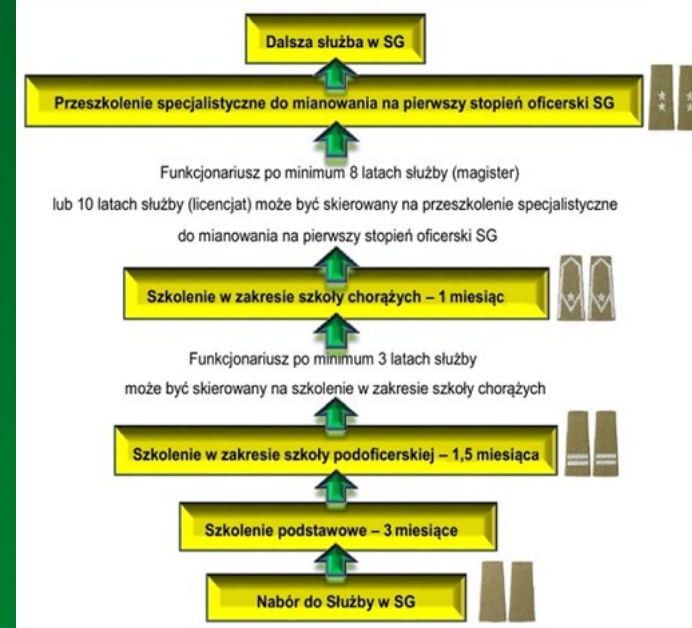 Dalsza służba w SG
Przeszkolenie specjalistyczne do mianowania na pierwszy stopień oficerski SG
Funkcjonariusz po minimum 8 latach służby (magister)
lub 10 latach służby (licencjat) może być skierowany na przeszkolenie specjalistyczne
do mianowania na pierwszy stopień oficerski SG
Szkolenie w zakresie szkoły chorążych – 1 miesiąc
Funkcjonariusz po minimum 3 latach służby
może być skierowany na szkolenie w zakresie szkoły chorążych
Szkolenie w zakresie szkoły podoficerskiej – 1,5 miesiąca
Szkolenie podstawowe – 3 miesiące
Nabór do Służby w SG